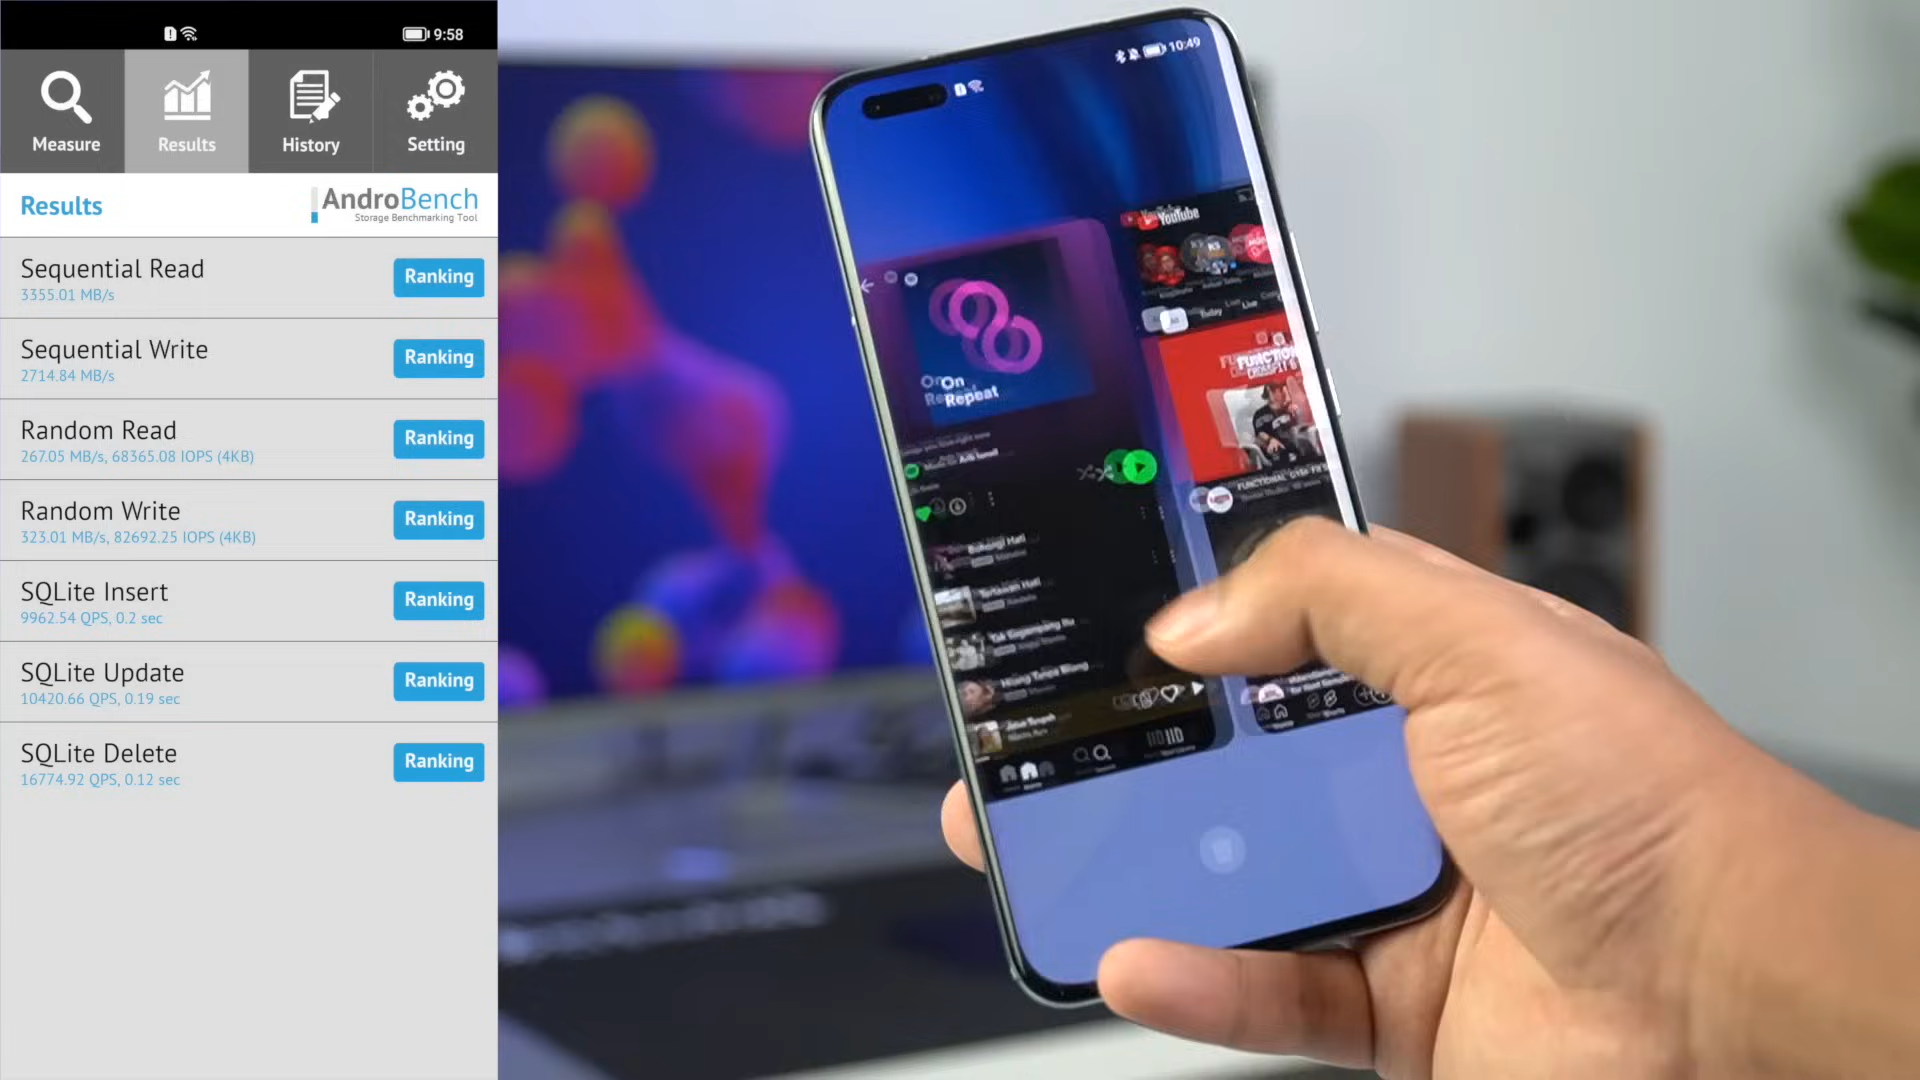 9:58
Measure
Results
History
Setting
Results
AndroBench
Storage Benchmarking Tool
Sequential Read
3355.01 MB/s
Ranking
Sequential Write
2714.84 MB/s
Ranking
Random Read
267.05 MB/s, 68365.08 IOPS (4KB)
Ranking
Random Write
323.01 MB/s, 82692.25 IOPS (4KB)
Ranking
SQLite Insert
9962.54 QPS, 0.2 sec
Ranking
SQLite Update
10420.66 QPS, 0.19 sec
Ranking
SQLite Delete
16774.92 QPS, 0.12 sec
Ranking
10:49
YouTube
Today
Live
FUNCTIONAL
On
Repeat